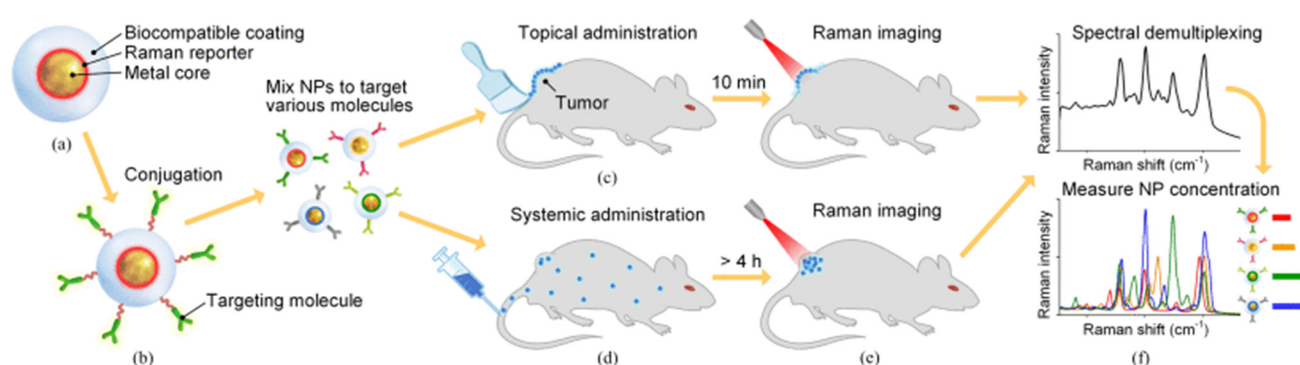 Biocompatible coating
Raman reporter
Metal core
(a)
Conjugation
Targeting molecule
(b)
Mix NPs to target
various molecules
Topical administration
Tumor
(c)
10 min
Raman imaging
Systemic administration
(d)
> 4 h
Raman imaging
(e)
Spectral demultiplexing
Raman intensity
Raman shift (cm⁻¹)
Measure NP concentration
Raman intensity
Raman shift (cm⁻¹)
(f)